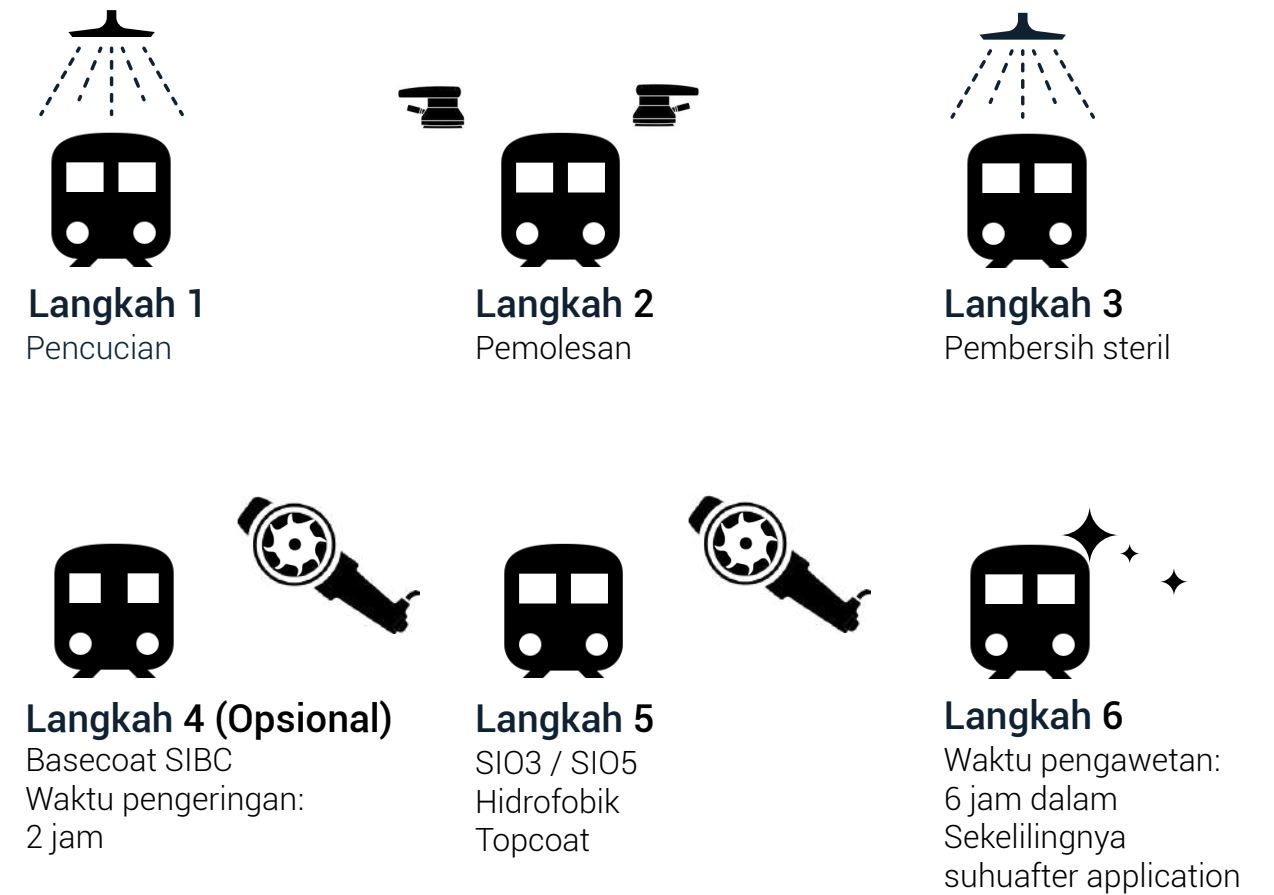 Langkah 1
Pencucian
Langkah 2
Pemolesan
Langkah 3
Pembersih steril
Langkah 4 (Opsional)
Basecoat SIBC
Waktu pengeringan:
2 jam
Langkah 5
SIO3 / SIO5
Hidrofobik
Topcoat
Langkah 6
Waktu pengawetan:
6 jam dalam
Sekelilingnya
suhuafter application